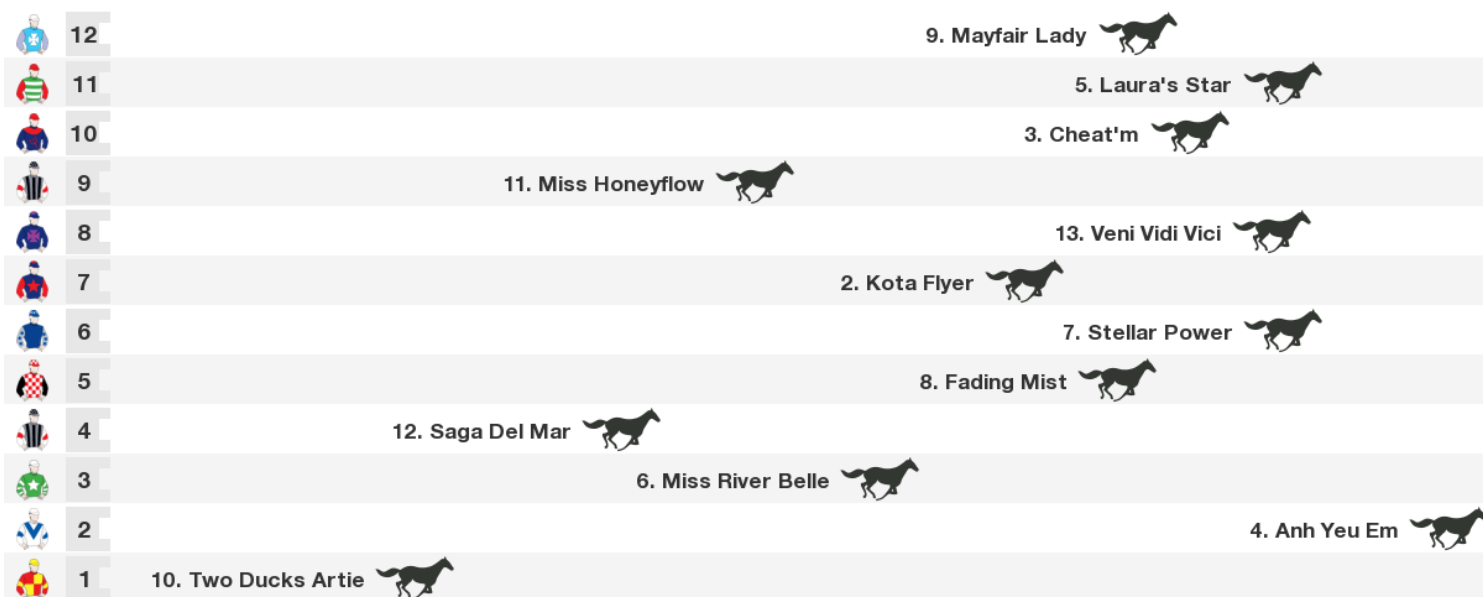 12 9. Mayfair Lady
11 5. Laura's Star
10 3. Cheat'm
9 11. Miss Honeyflow
8 13. Veni Vidi Vici
7 2. Kota Flyer
6 7. Stellar Power
5 8. Fading Mist
4 12. Saga Del Mar
3 6. Miss River Belle
2 4. Anh Yeu Em
1 10. Two Ducks Artie